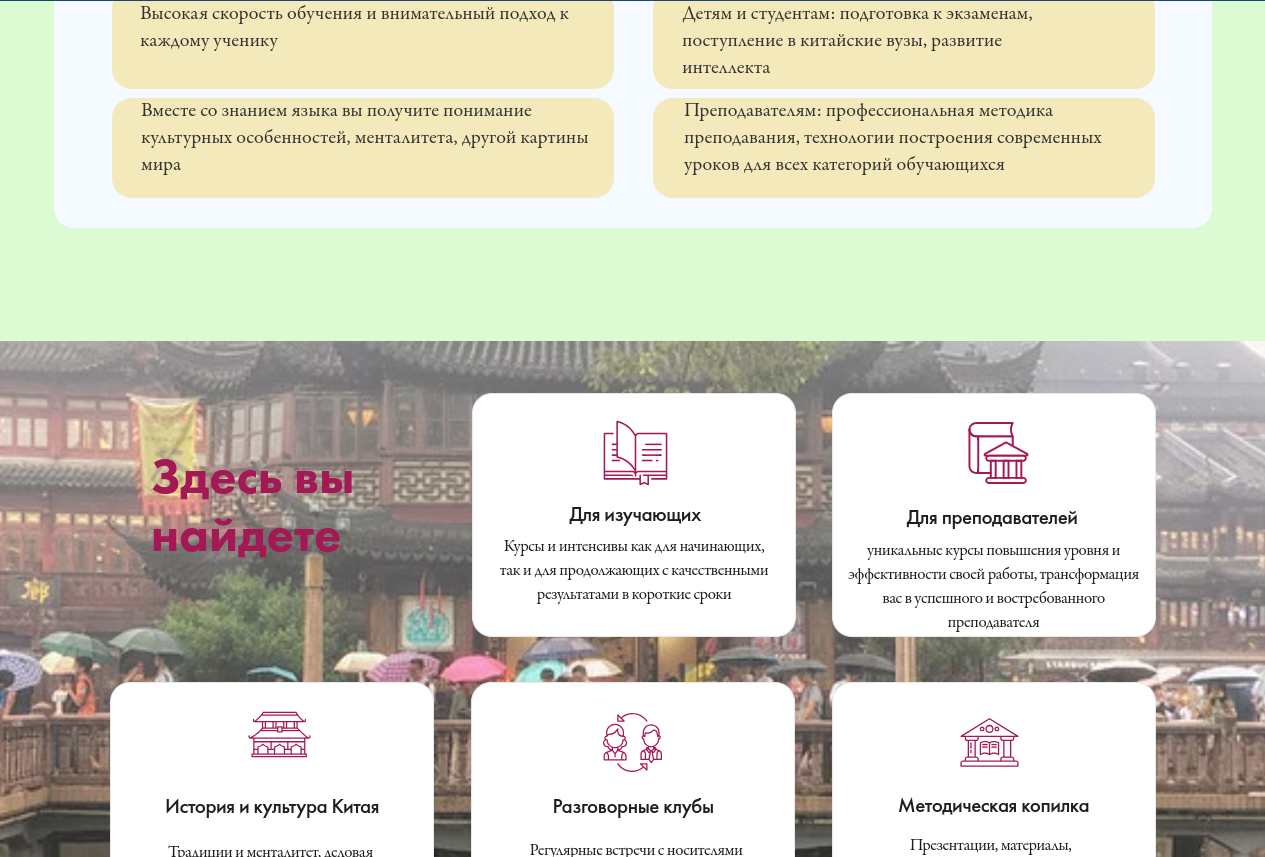 Высокая скорость обучения и внимательный подход к
каждому ученику
Детям и студентам: подготовка к экзаменам,
поступление в китайские вузы, развитие
интеллекта
Вместе со знанием языка вы получите понимание
культурных особенностей, менталитета, другой картины
мира
Преподавателям: профессиональная методика
преподавания, технологии построения современных
уроков для всех категорий обучающихся
Здесь вы
найдете
Для изучающих
Курсы и интенсивы как для начинающих,
так и для продолжающих с качественными
результатами в короткие сроки
Для преподавателей
уникальные курсы повышения уровня и
эффективности своей работы, трансформация
вас в успешного и востребованного
преподавателя
История и культура Китая
Традиции и менталитет, деловая
Разговорные клубы
Регулярные встречи с носителями
Методическая копилка
Презентации, материалы,